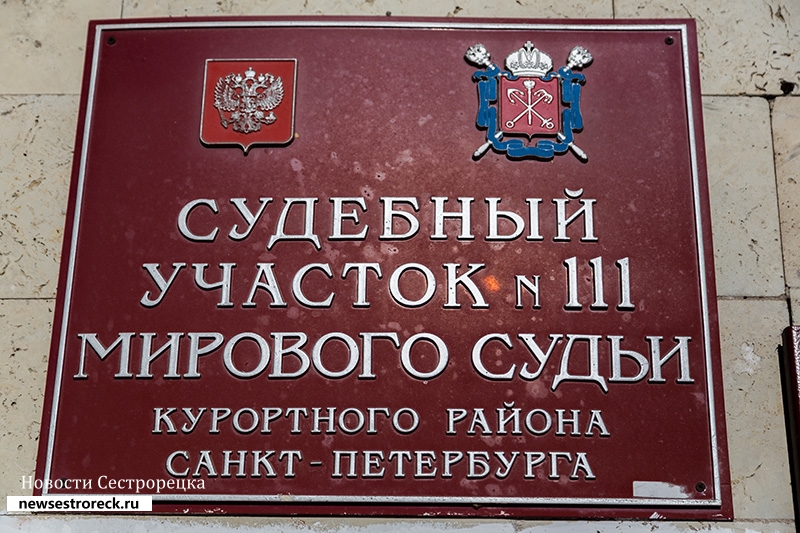 СУДЕБНЫЙ
УЧАСТОК N 111
МИРОВОГО СУДЬИ
КУРОРТНОГО РАЙОНА
САНКТ-ПЕТЕРБУРГА
Новости Сестрорецка
newsestroreck.ru